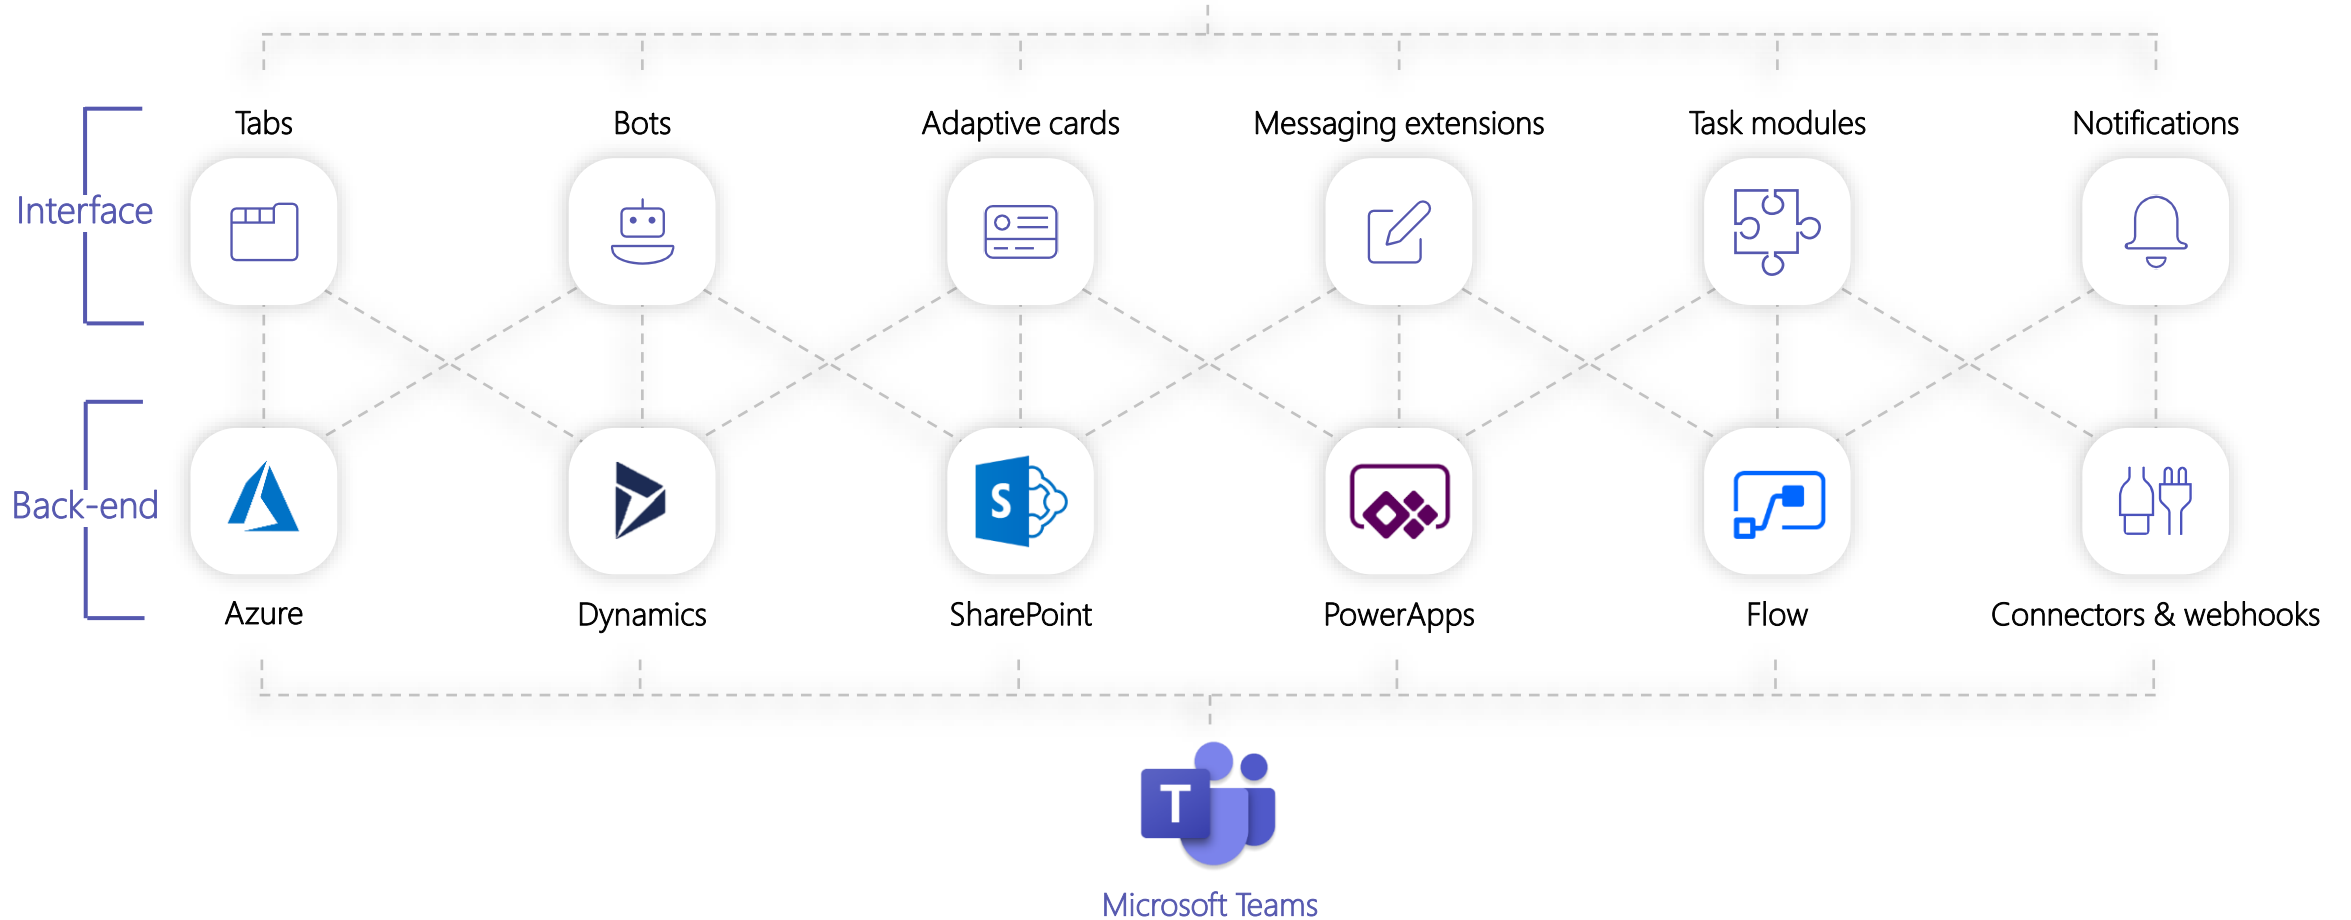 Tabs
Bots
Adaptive cards
Messaging extensions
Task modules
Notifications
Interface
Back-end
S
Azure
Dynamics
SharePoint
PowerApps
Flow
Connectors & webhooks
T
Microsoft Teams